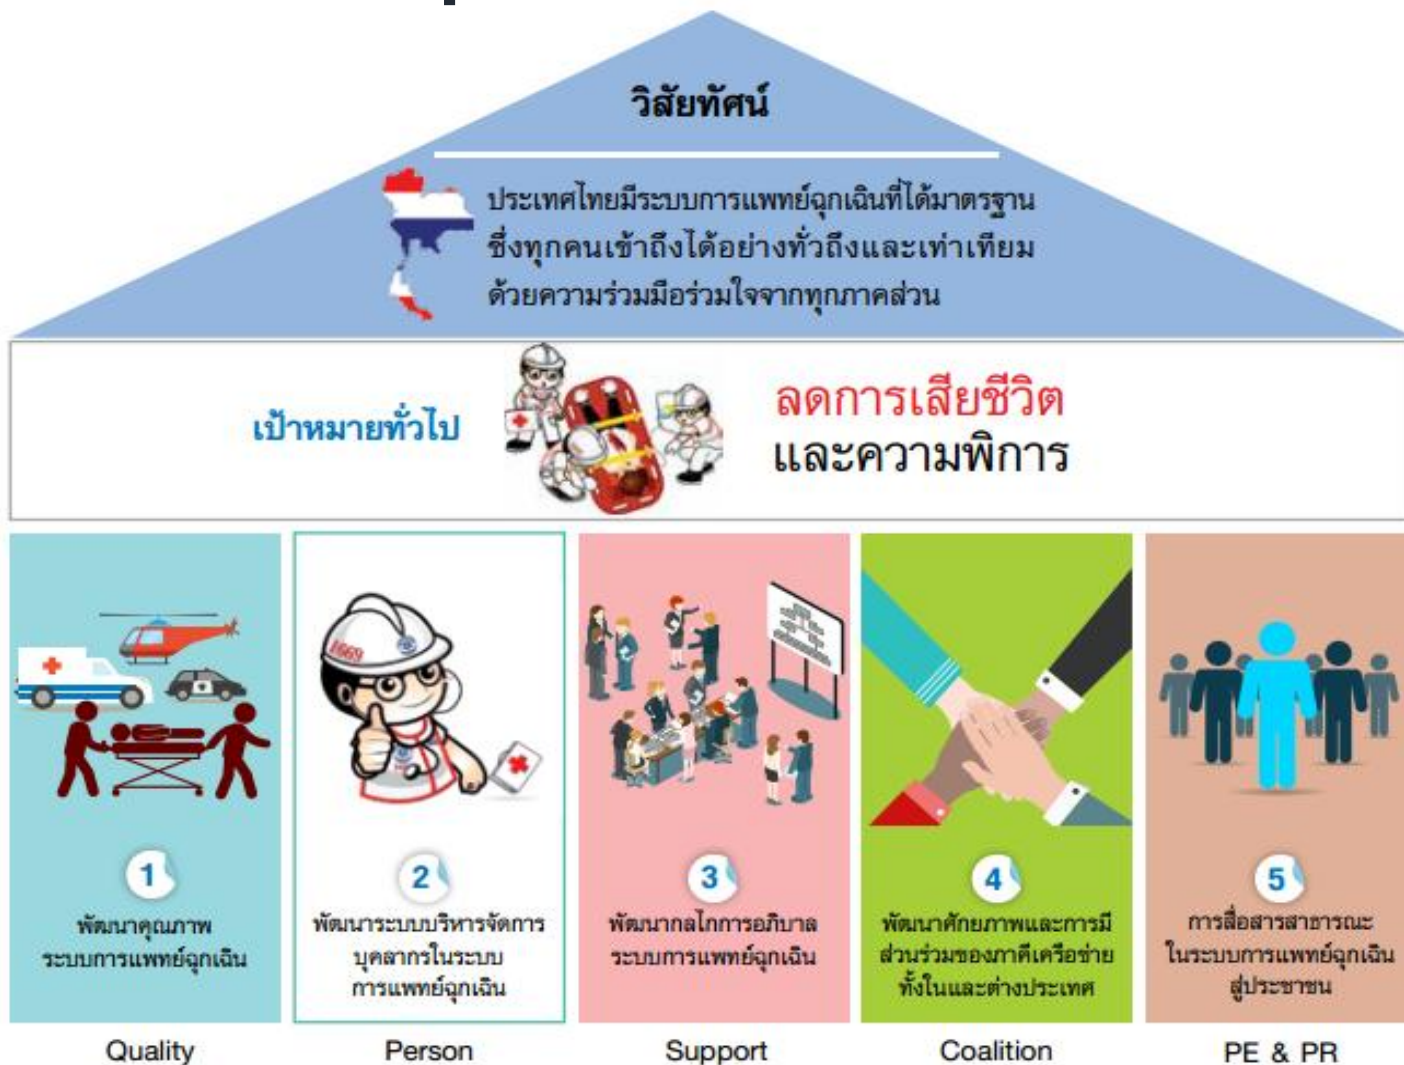 วิสัยทัศน์
ประเทศไทยมีระบบการแพทย์ฉุกเฉินที่ได้มาตรฐาน
ซึ่งทุกคนเข้าถึงได้อย่างทั่วถึงและเท่าเทียม
ด้วยความร่วมมือร่วมใจจากทุกภาคส่วน
เป้าหมายทั่วไป
ลดการเสียชีวิต
และความพิการ
1669
1
พัฒนาคุณภาพ
ระบบการแพทย์ฉุกเฉิน
Quality
2
พัฒนาระบบบริหารจัดการ
บุคลากรในระบบ
การแพทย์ฉุกเฉิน
Person
3
พัฒนากลไกการอภิบาล
ระบบการแพทย์ฉุกเฉิน
Support
4
พัฒนาศักยภาพและการมี
ส่วนร่วมของภาคีเครือข่าย
ทั้งในและต่างประเทศ
Coalition
5
การสื่อสารสาธารณะ
ในระบบการแพทย์ฉุกเฉิน
สู่ประชาชน
PE & PR